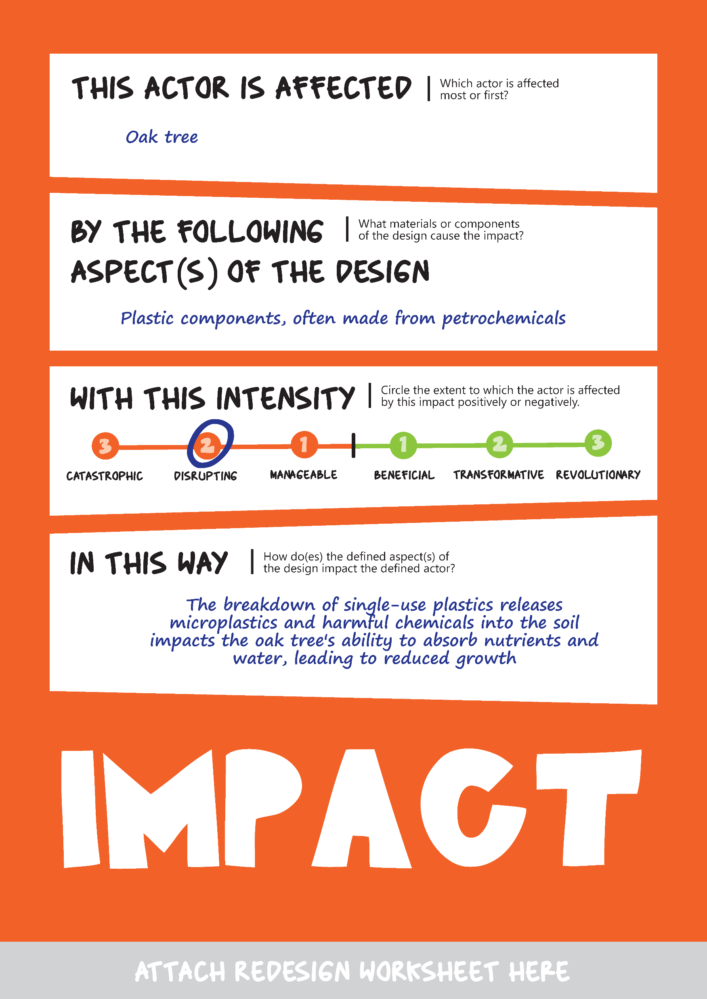 THIS ACTOR IS AFFECTED
Which actor is affected
most or first?
Oak tree
BY THE FOLLOWING
What materials or components
of the design cause the impact?
ASPECT(S) OF THE DESIGN
Plastic components, often made from petrochemicals
WITH THIS INTENSITY
Circle the extent to which the actor is affected
by this impact positively or negatively.
3 2 1 1 2 3
CATASTROPHIC DISRUPTING MANAGEABLE BENEFICIAL TRANSFORMATIVE REVOLUTIONARY
IN THIS WAY
How do(es) the defined aspect(s) of
the design impact the defined actor?
The breakdown of single-use plastics releases
microplastics and harmful chemicals into the soil
impacts the oak tree's ability to absorb nutrients and
water, leading to reduced growth
IMPACT
ATTACH REDESIGN WORKSHEET HERE